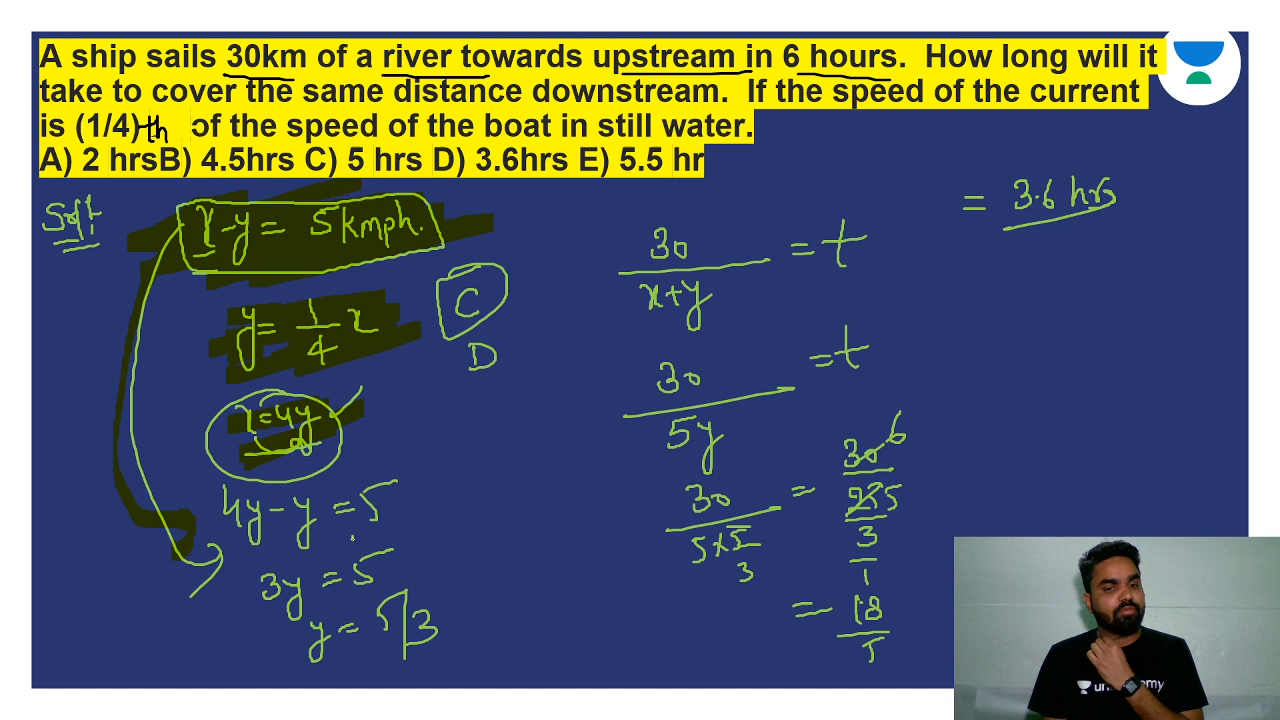 A ship sails 30km of a river towards upstream in 6 hours. How long will it
take to cover the same distance downstream. If the speed of the current
is (1/4)th of the speed of the boat in still water.
A) 2 hrsB) 4.5hrs C) 5 hrs D) 3.6hrs E) 5.5 hr
x-y = 5 kmph.
y = 1/4 x
x=4y
4y - y = 5
3y = 5
y = 5/3
C
D
30/(x+y) = t
30/5y = t
30/(5×5/3) = 30 6/(25 5/3/1)
= 18/5
= 3.6 hrs